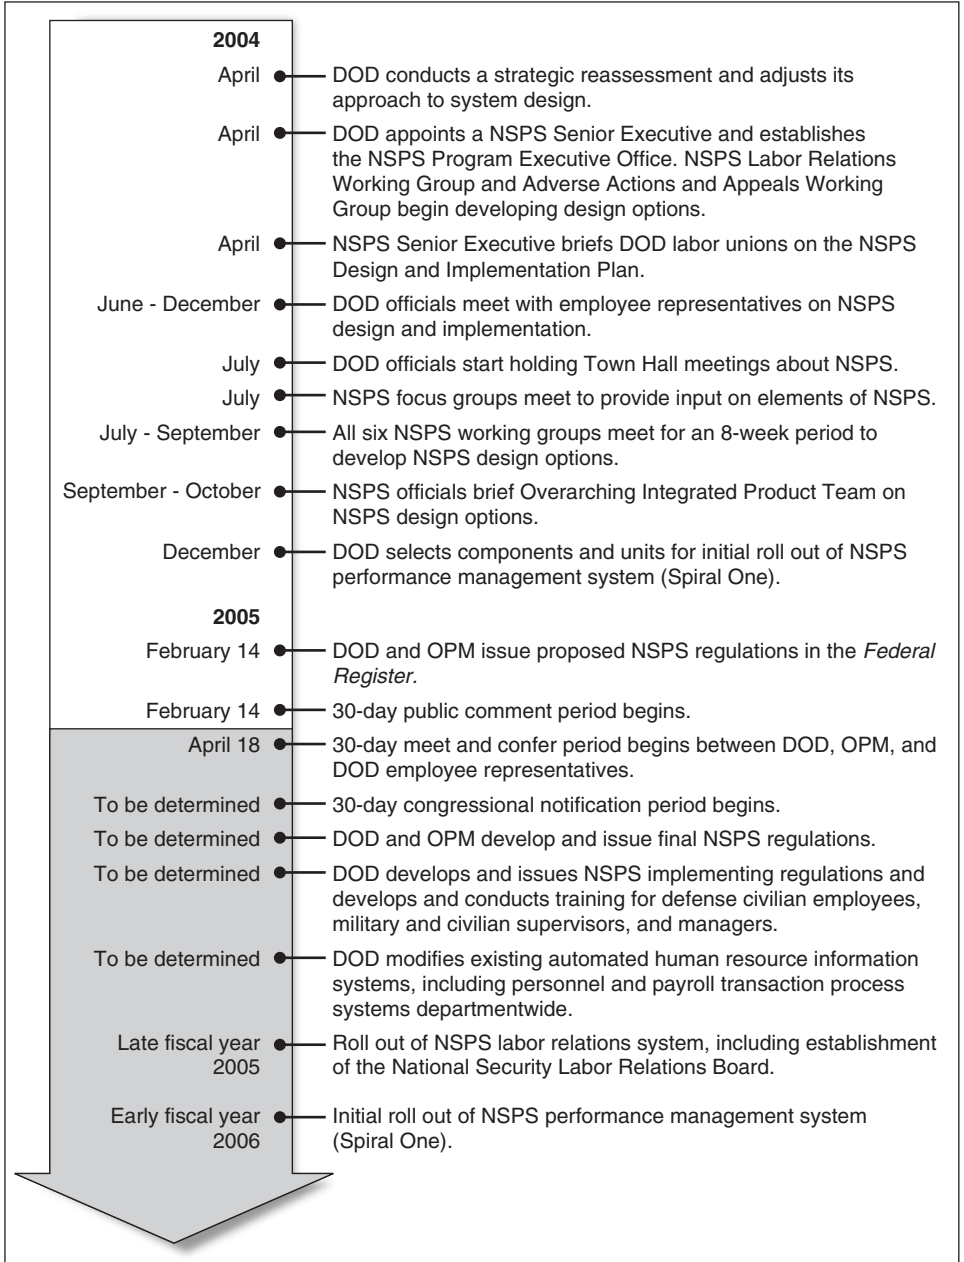 2004
April DOD conducts a strategic reassessment and adjusts its
approach to system design.
April DOD appoints a NSPS Senior Executive and establishes
the NSPS Program Executive Office. NSPS Labor Relations
Working Group and Adverse Actions and Appeals Working
Group begin developing design options.
April NSPS Senior Executive briefs DOD labor unions on the NSPS
Design and Implementation Plan.
June - December DOD officials meet with employee representatives on NSPS
design and implementation.
July DOD officials start holding Town Hall meetings about NSPS.
July NSPS focus groups meet to provide input on elements of NSPS.
July - September All six NSPS working groups meet for an 8-week period to
develop NSPS design options.
September - October NSPS officials brief Overarching Integrated Product Team on
NSPS design options.
December DOD selects components and units for initial roll out of NSPS
performance management system (Spiral One).
2005
February 14 DOD and OPM issue proposed NSPS regulations in the Federal
Register.
February 14 30-day public comment period begins.
April 18 30-day meet and confer period begins between DOD, OPM, and
DOD employee representatives.
To be determined 30-day congressional notification period begins.
To be determined DOD and OPM develop and issue final NSPS regulations.
To be determined DOD develops and issues NSPS implementing regulations and
develops and conducts training for defense civilian employees,
military and civilian supervisors, and managers.
To be determined DOD modifies existing automated human resource information
systems, including personnel and payroll transaction process
systems departmentwide.
Late fiscal year Roll out of NSPS labor relations system, including establishment
2005 of the National Security Labor Relations Board.
Early fiscal year Initial roll out of NSPS performance management system
2006 (Spiral One).